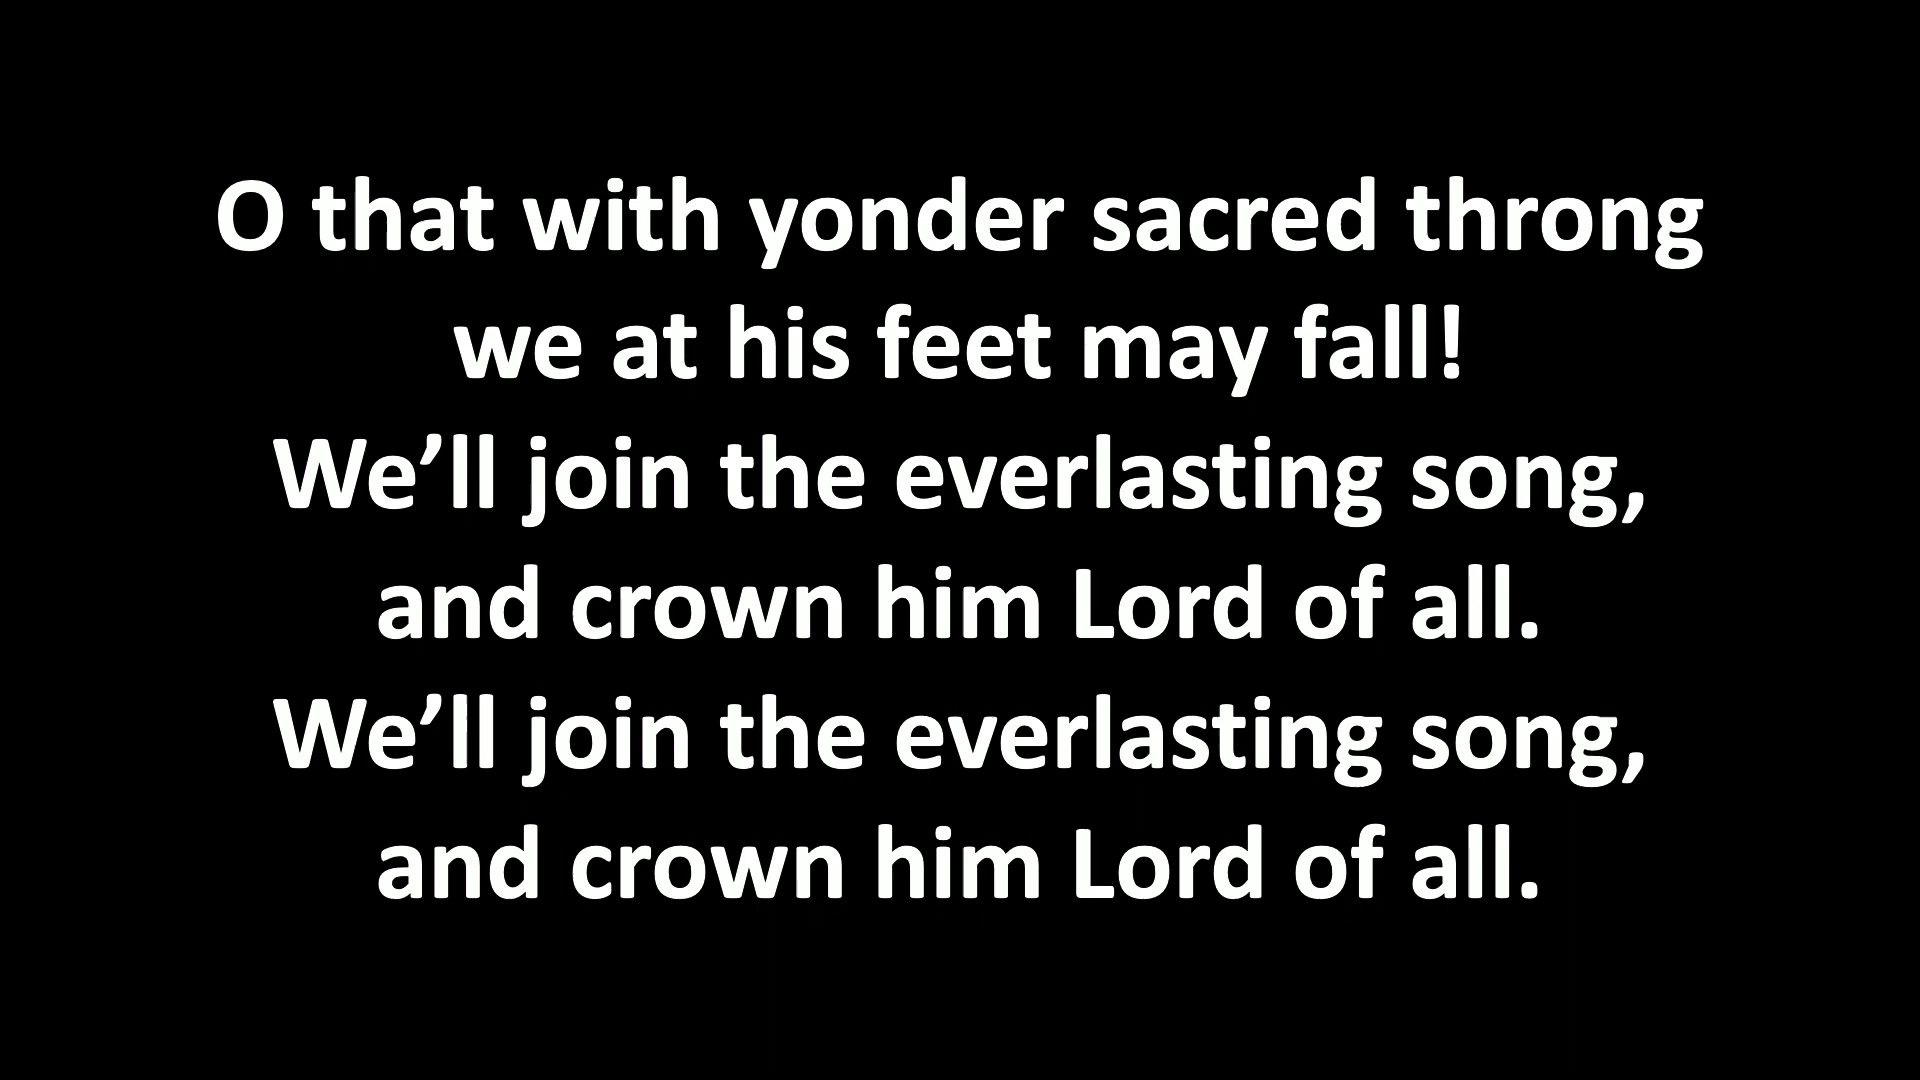 O that with yonder sacred throng
we at his feet may fall!
We’ll join the everlasting song,
and crown him Lord of all.
We’ll join the everlasting song,
and crown him Lord of all.